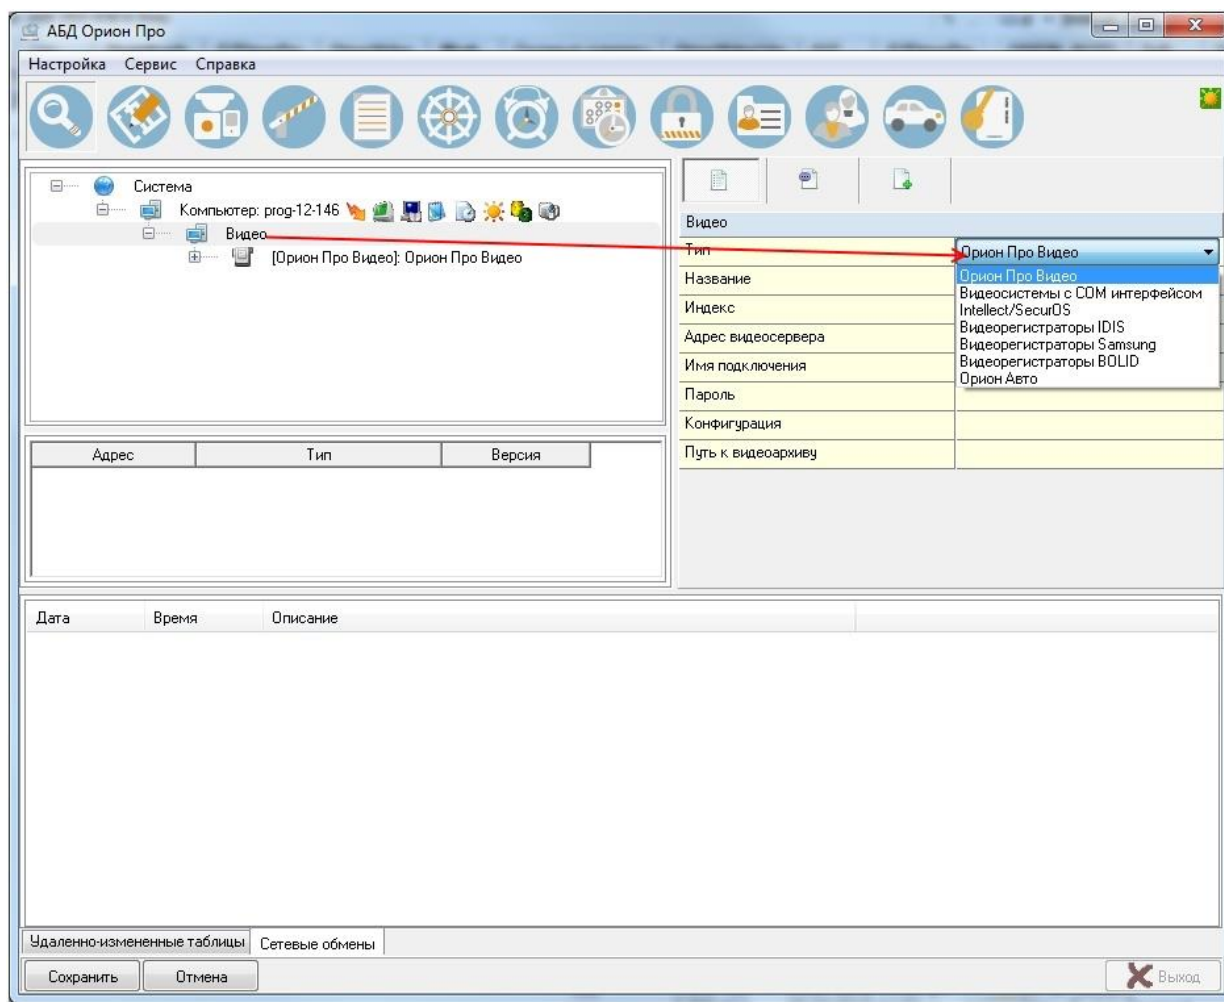 АБД Орион Про
Настройка Сервис Справка
Система
Компьютер: prog-12-146
Видео
[Орион Про Видео]: Орион Про Видео
Адрес Тип Версия
Видео
Тип Орион Про Видео
Название
Индекс
Адрес видеосервера
Имя подключения
Пароль
Конфигурация
Путь к видеоархиву
Орион Про Видео
Видеосистемы с COM интерфейсом
Intellect/SecurOS
Видеорегистраторы IDIS
Видеорегистраторы Samsung
Видеорегистраторы BOLID
Орион Авто
Дата Время Описание
Удаленно-измененные таблицы Сетевые обмены
Сохранить Отмена Выход